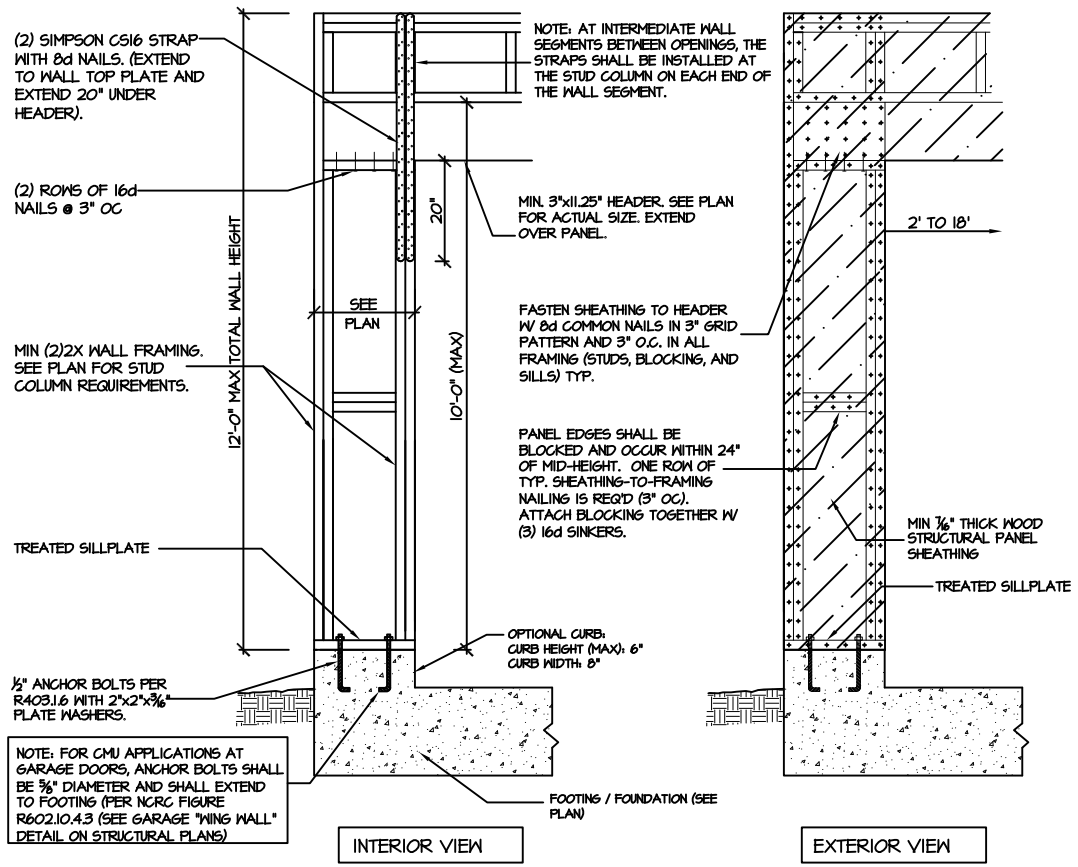 (2) SIMPSON CS16 STRAP
WITH 8d NAILS. (EXTEND
TO WALL TOP PLATE AND
EXTEND 20" UNDER
HEADER).
(2) ROWS OF 16d
NAILS @ 3" OC
12'-0" MAX TOTAL WALL HEIGHT
MIN (2)2X WALL FRAMING.
SEE PLAN FOR STUD
COLUMN REQUIREMENTS.
TREATED SILLPLATE
½" ANCHOR BOLTS PER
R403.1.6 WITH 2"x2"x3/16"
PLATE WASHERS.
NOTE: FOR CMU APPLICATIONS AT
GARAGE DOORS, ANCHOR BOLTS SHALL
BE ⅝" DIAMETER AND SHALL EXTEND
TO FOOTING (PER NCRC FIGURE
R602.10.4.3 (SEE GARAGE "WING WALL"
DETAIL ON STRUCTURAL PLANS)
SEE
PLAN
20"
10'-0" (MAX)
NOTE: AT INTERMEDIATE WALL
SEGMENTS BETWEEN OPENINGS, THE
STRAPS SHALL BE INSTALLED AT
THE STUD COLUMN ON EACH END OF
THE WALL SEGMENT.
MIN. 3"x11.25" HEADER. SEE PLAN
FOR ACTUAL SIZE. EXTEND
OVER PANEL.
FASTEN SHEATHING TO HEADER
W/ 8d COMMON NAILS IN 3" GRID
PATTERN AND 3" O.C. IN ALL
FRAMING (STUDS, BLOCKING, AND
SILLS) TYP.
PANEL EDGES SHALL BE
BLOCKED AND OCCUR WITHIN 24"
OF MID-HEIGHT. ONE ROW OF
TYP. SHEATHING-TO-FRAMING
NAILING IS REQ'D (3" OC).
ATTACH BLOCKING TOGETHER W/
(3) 16d SINKERS.
OPTIONAL CURB:
CURB HEIGHT (MAX): 6"
CURB WIDTH: 8"
FOOTING / FOUNDATION (SEE
PLAN)
INTERIOR VIEW
2' TO 18'
MIN 7/16" THICK WOOD
STRUCTURAL PANEL
SHEATHING
TREATED SILLPLATE
EXTERIOR VIEW